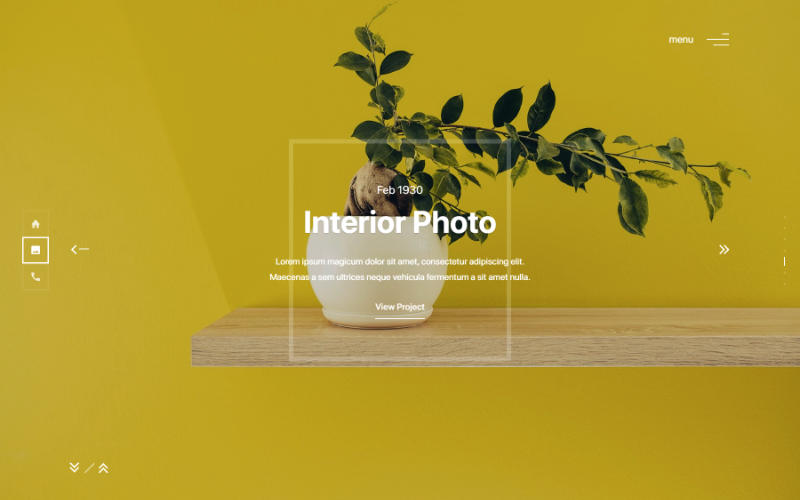 menu
Feb 1930
Interior Photo
Lorem ipsum magicum dolor sit amet, consectetur adipiscing elit.
Maecenas a sem ultrices neque vehicula fermentum a sit amet nulla.
View Project